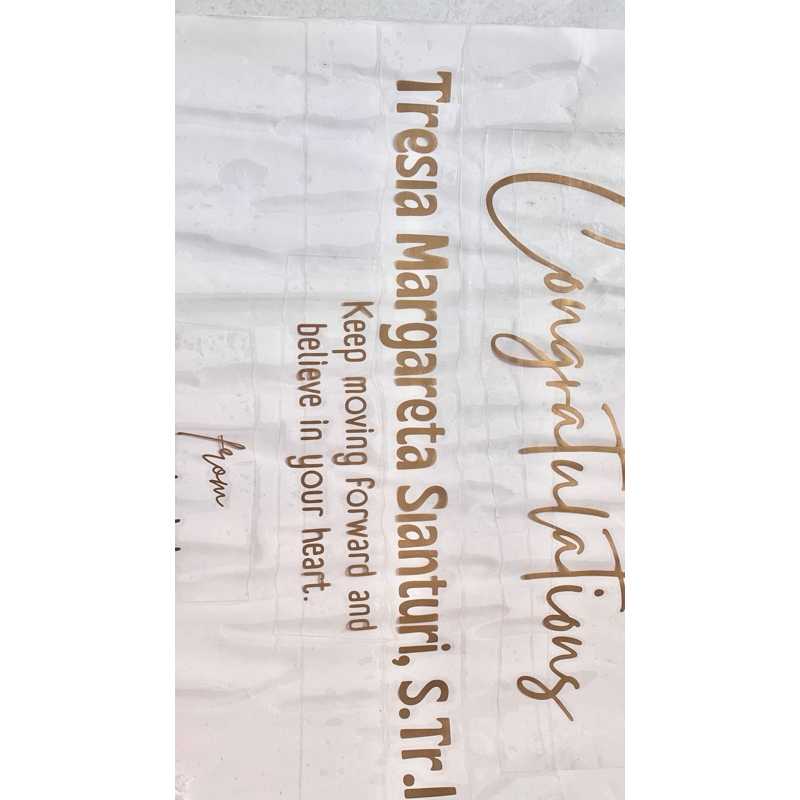 Congratulations
Tresia Margareta Sianturi, S.Tr.
Keep moving forward and
believe in your heart.
from